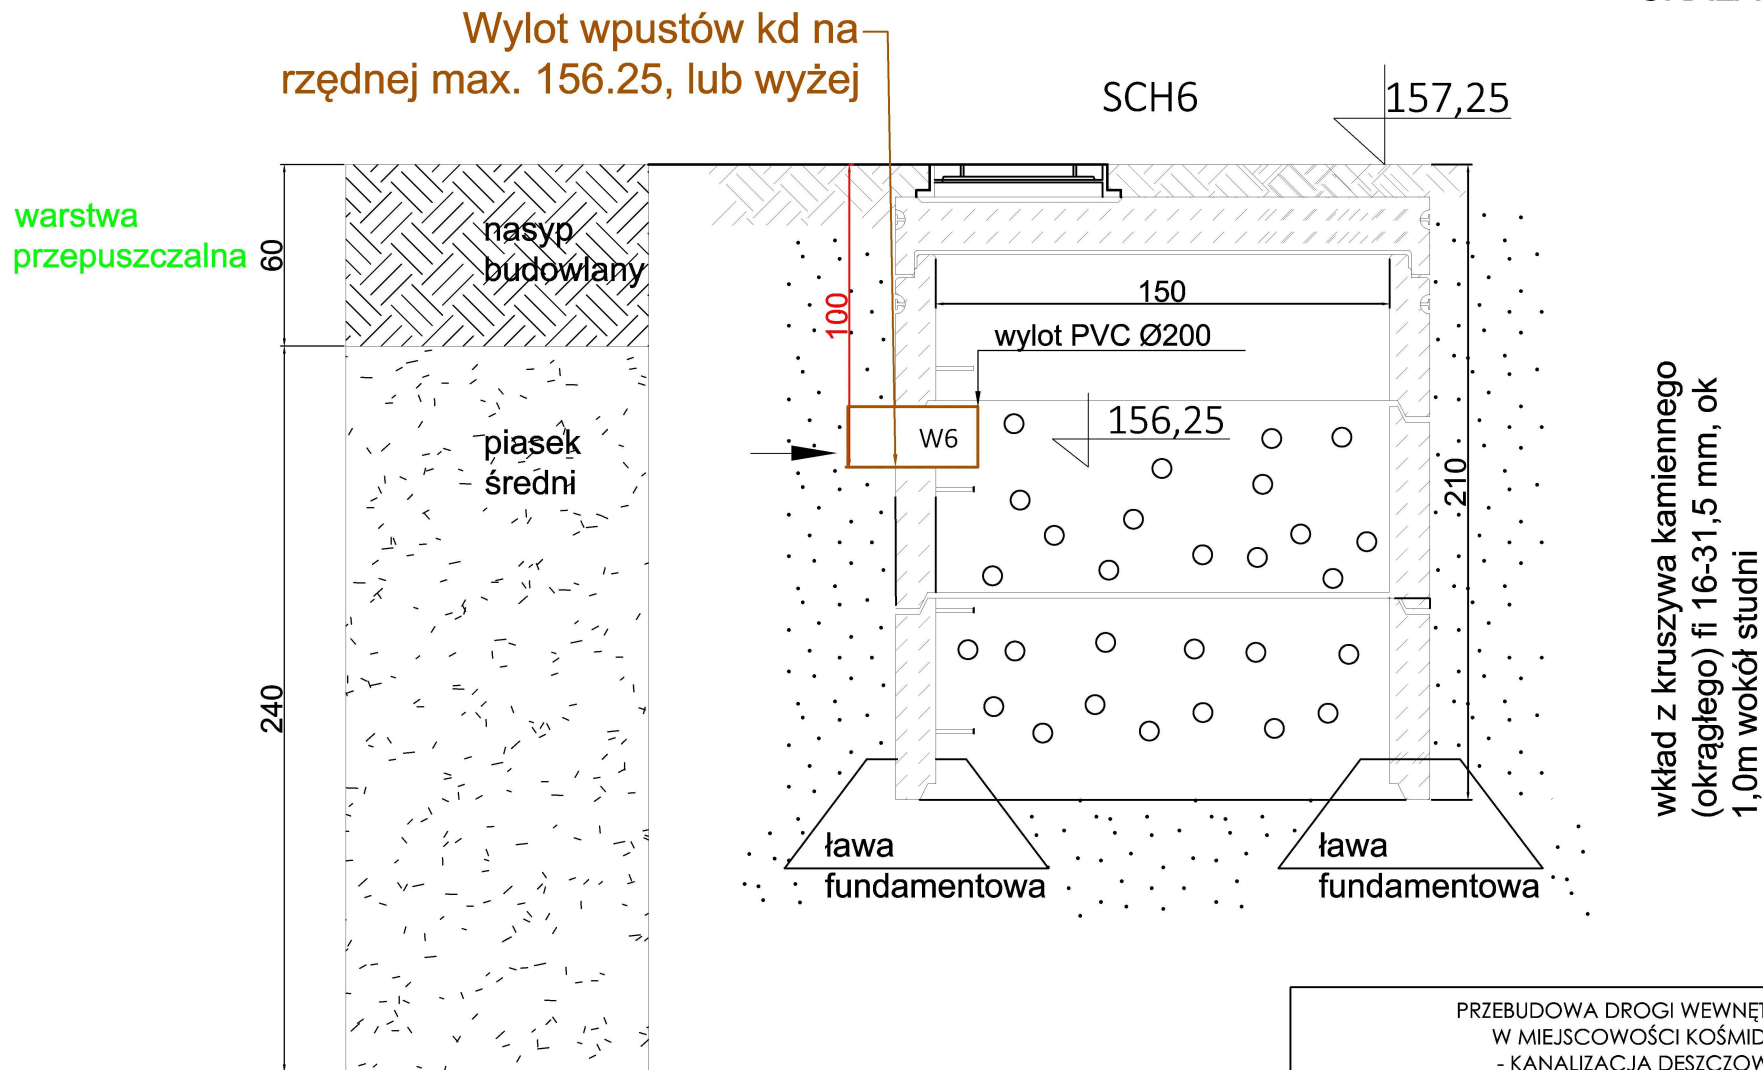 Wylot wpustów kd na
rzędnej max. 156.25, lub wyżej
SCH6
157,25
warstwa
przepuszczalna
60
nasyp
budowlany
100
150
wylot PVC Ø200
W6
156,25
piasek
średni
210
240
wkład z kruszywa kamiennego
(okrągłego) fi 16-31,5 mm, ok
1,0m wokół studni
ława
fundamentowa
ława
fundamentowa
PRZEBUDOWA DROGI WEWNĘT
W MIEJSCOWOŚCI KOŚMID
- KANALIZACJA DESZCZOW